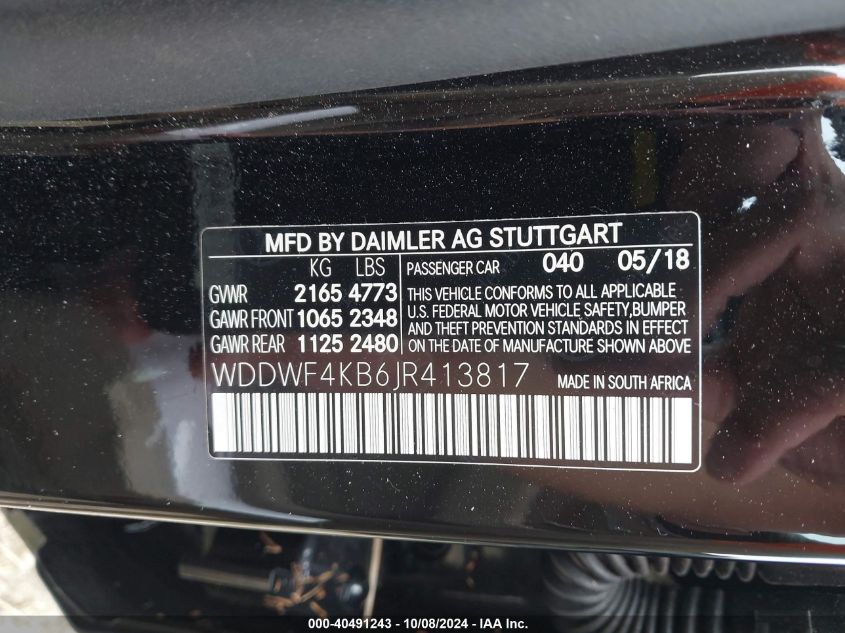 MFD BY DAIMLER AG STUTTGART
KG LBS
GVWR 2165 4773
GAWR FRONT 1065 2348
GAWR REAR 1125 2480
PASSENGER CAR 040 05/18
THIS VEHICLE CONFORMS TO ALL APPLICABLE
U.S. FEDERAL MOTOR VEHICLE SAFETY,BUMPER
AND THEFT PREVENTION STANDARDS IN EFFECT
ON THE DATE OF MANUFACTURE SHOWN ABOVE
WDDWF4KB6JR413817 MADE IN SOUTH AFRICA
000-40491243 - 10/08/2024 - IAA Inc.